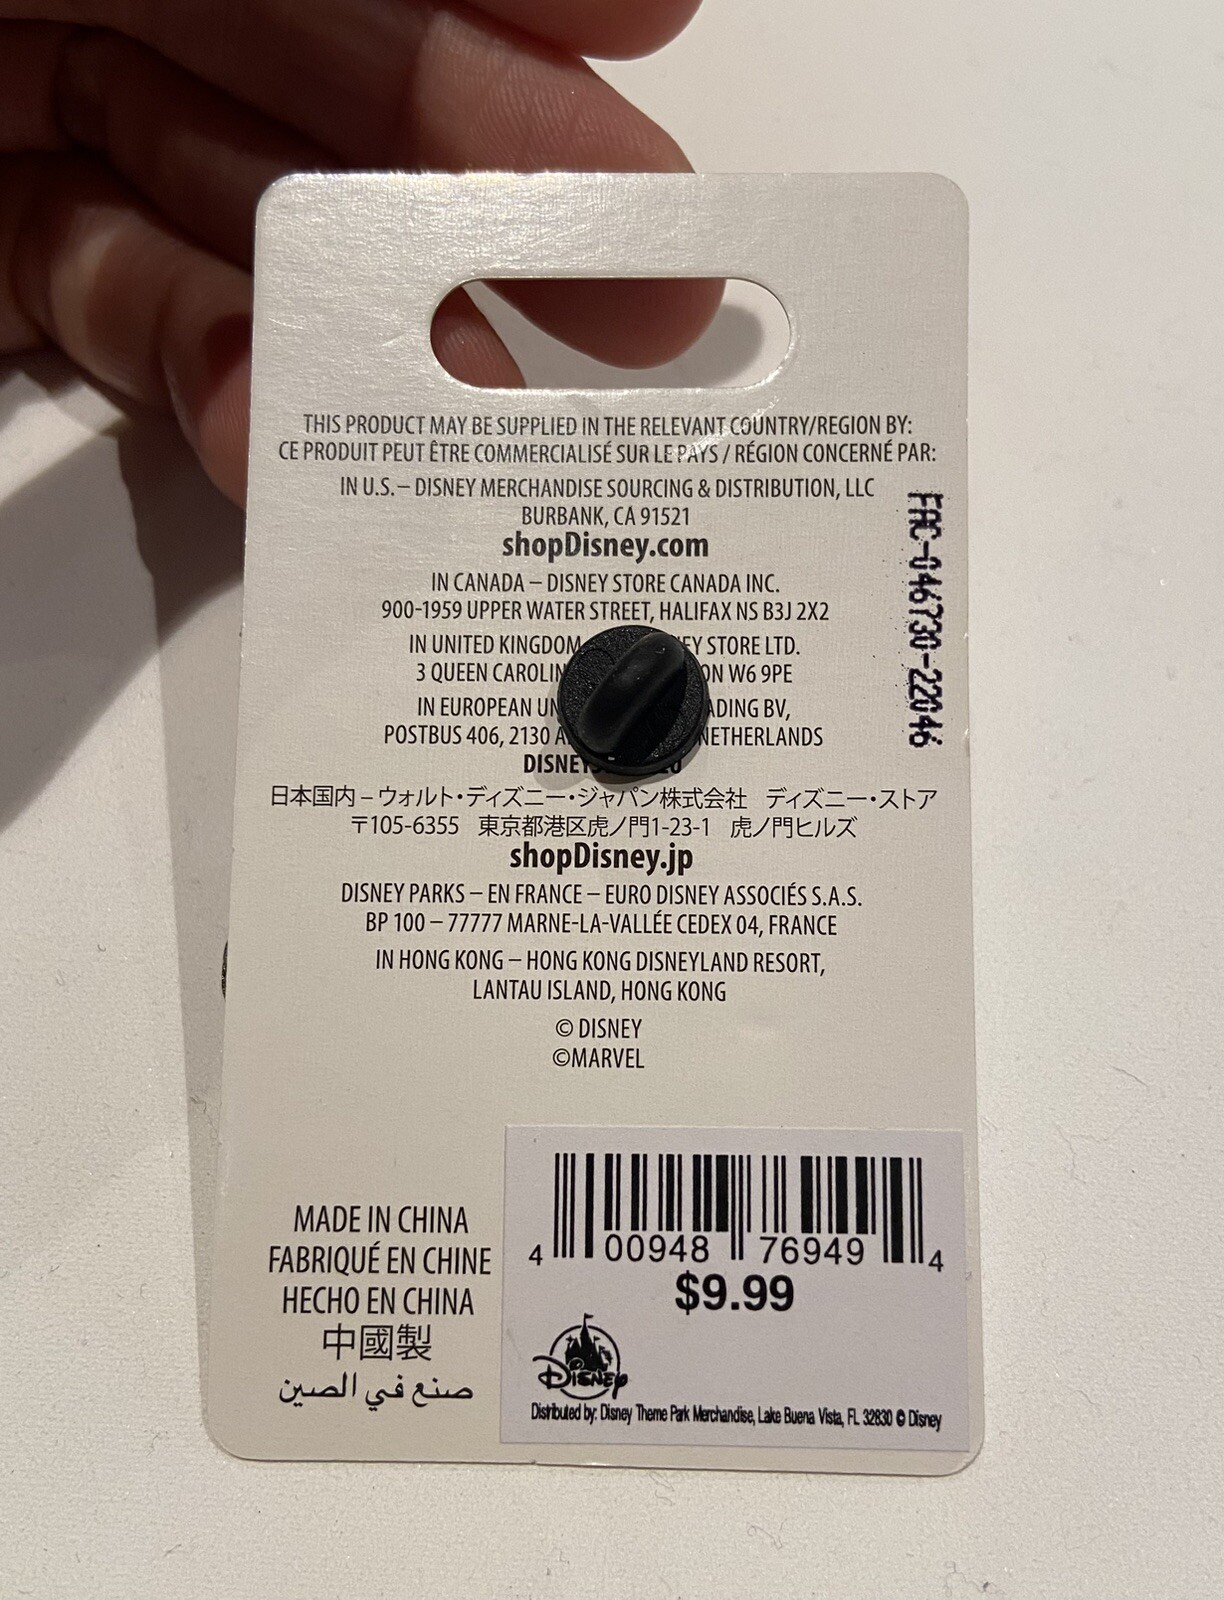 THIS PRODUCT MAY BE SUPPLIED IN THE RELEVANT COUNTRY/REGION BY:
CE PRODUIT PEUT ÊTRE COMMERCIALISÉ SUR LE PAYS / RÉGION CONCERNÉ PAR:
IN U.S. – DISNEY MERCHANDISE SOURCING & DISTRIBUTION, LLC
BURBANK, CA 91521
shopDisney.com
IN CANADA – DISNEY STORE CANADA INC.
900-1959 UPPER WATER STREET, HALIFAX NS B3J 2X2
IN UNITED KINGDOM STORE LTD.
3 QUEEN W6 9PE
IN EUROPEAN BV,
POSTBUS 406, 2130 NETHERLANDS
日本国内 – ウォルト・ディズニー・ジャパン株式会社 ディズニー・ストア
〒105-6355 東京都港区虎ノ門1-23-1 虎ノ門ヒルズ
shopDisney.jp
DISNEY PARKS – EN FRANCE – EURO DISNEY ASSOCIÉS S.A.S.
BP 100 – 77777 MARNE-LA-VALLÉE CEDEX 04, FRANCE
IN HONG KONG – HONG KONG DISNEYLAND RESORT,
LANTAU ISLAND, HONG KONG
© DISNEY
©MARVEL
FAC-046730-22046
MADE IN CHINA
FABRIQUÉ EN CHINE
HECHO EN CHINA
中國製
صنع في الصين
4 00948 76949 4
$9.99
Disney
Distributed by: Disney Theme Park Merchandise, Lake Buena Vista, FL 32830 © Disney